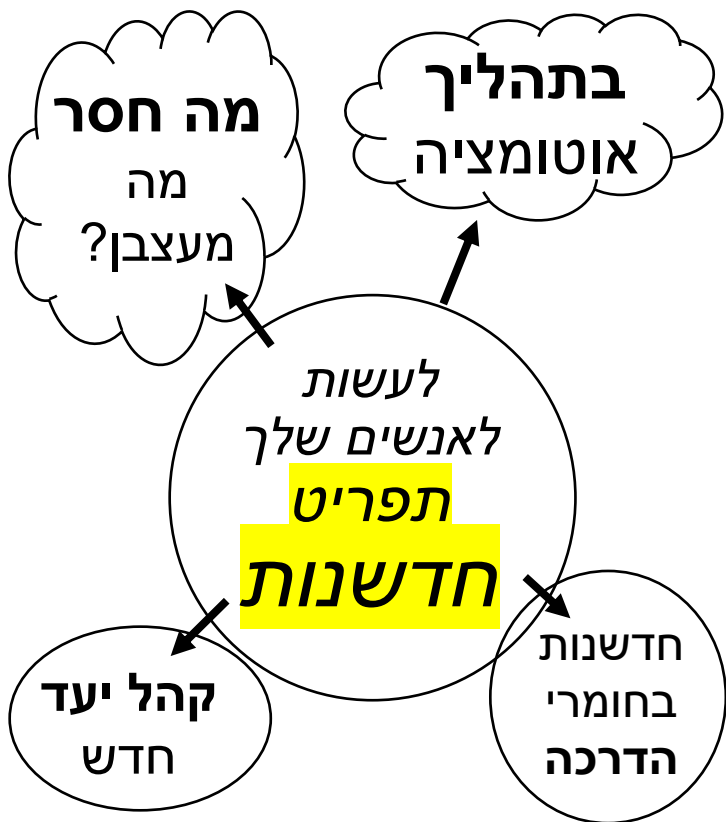 בתהליך
אוטומציה
מה חסר
מה
מעצבן?
לעשות
לאנשים שלך
תפריט
חדשנות
חדשנות
בחומרי
הדרכה
קהל יעד
חדש